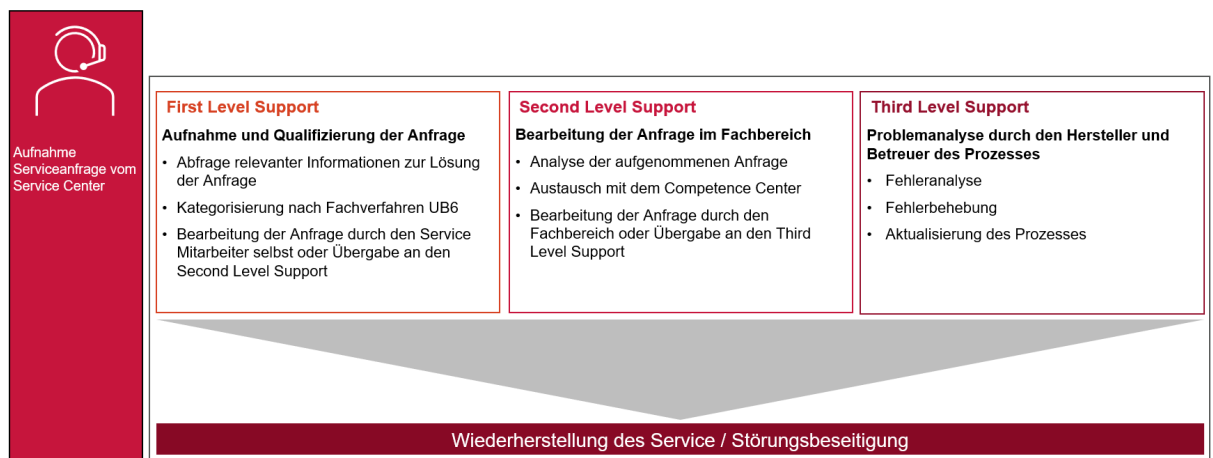 Aufnahme
Serviceanfrage vom
Service Center
First Level Support
Aufnahme und Qualifizierung der Anfrage
• Abfrage relevanter Informationen zur Lösung
der Anfrage
• Kategorisierung nach Fachverfahren UB6
• Bearbeitung der Anfrage durch den Service
Mitarbeiter selbst oder Übergabe an den
Second Level Support
Second Level Support
Bearbeitung der Anfrage im Fachbereich
• Analyse der aufgenommenen Anfrage
• Austausch mit dem Competence Center
• Bearbeitung der Anfrage durch den
Fachbereich oder Übergabe an den Third
Level Support
Third Level Support
Problemanalyse durch den Hersteller und
Betreuer des Prozesses
• Fehleranalyse
• Fehlerbehebung
• Aktualisierung des Prozesses
Wiederherstellung des Service / Störungsbeseitigung